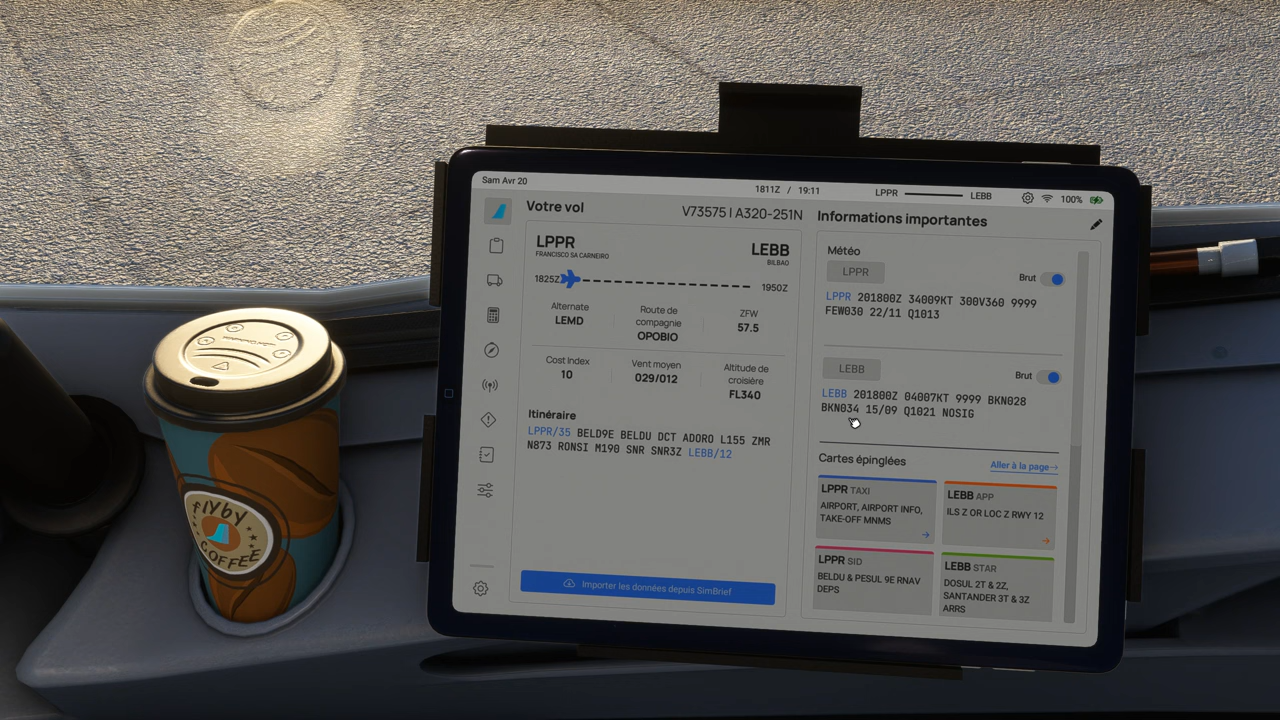 Sam Avr 20
1811Z / 19:11
LPPR LEBB
100%
Votre vol
V73575 | A320-251N
LPPR
FRANCISCO SA CARNEIRO
LEBB
BILBAO
1825Z
1950Z
Alternate
LEMD
Route de
compagnie
OPOBIO
ZFW
57.5
Cost Index
10
Vent moyen
029/012
Altitude de
croisière
FL340
Itinéraire
LPPR/35 BELD9E BELDU DCT ADORO L155 ZMR
N873 RONSI M190 SNR SNR3Z LEBB/12
Importer les données depuis SimBrief
Informations importantes
Météo
LPPR
Brut
LPPR 201800Z 34009KT 300V360 9999
FEW030 22/11 Q1013
LEBB
Brut
LEBB 201800Z 04007KT 9999 BKN028
BKN034 15/09 Q1021 NOSIG
Cartes épinglées
Aller à la page→
LPPR TAXI
AIRPORT, AIRPORT INFO,
TAKE-OFF MNMS
LEBB APP
ILS Z OR LOC Z RWY 12
LPPR SID
BELDU & PESUL 9E RNAV
DEPS
LEBB STAR
DOSUL 2T & 2Z,
SANTANDER 3T & 3Z
ARRS
flyby
COFFEE